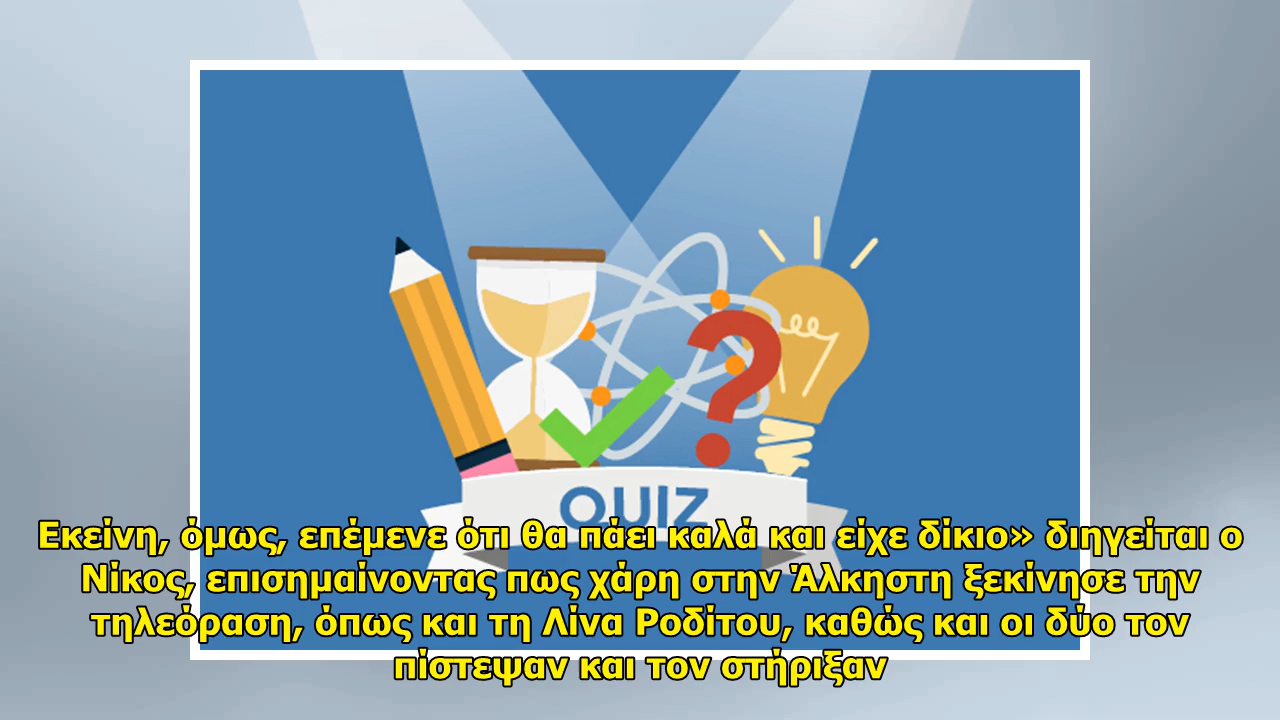 QUIZ
Εκείνη, όμως, επέμενε ότι θα πάει καλά και είχε δίκιο» διηγείται ο
Νίκος, επισημαίνοντας πως χάρη στην Άλκηστη ξεκίνησε την
τηλεόραση, όπως και τη Λίνα Ροδίτου, καθώς και οι δύο τον
πίστεψαν και τον στήριξαν